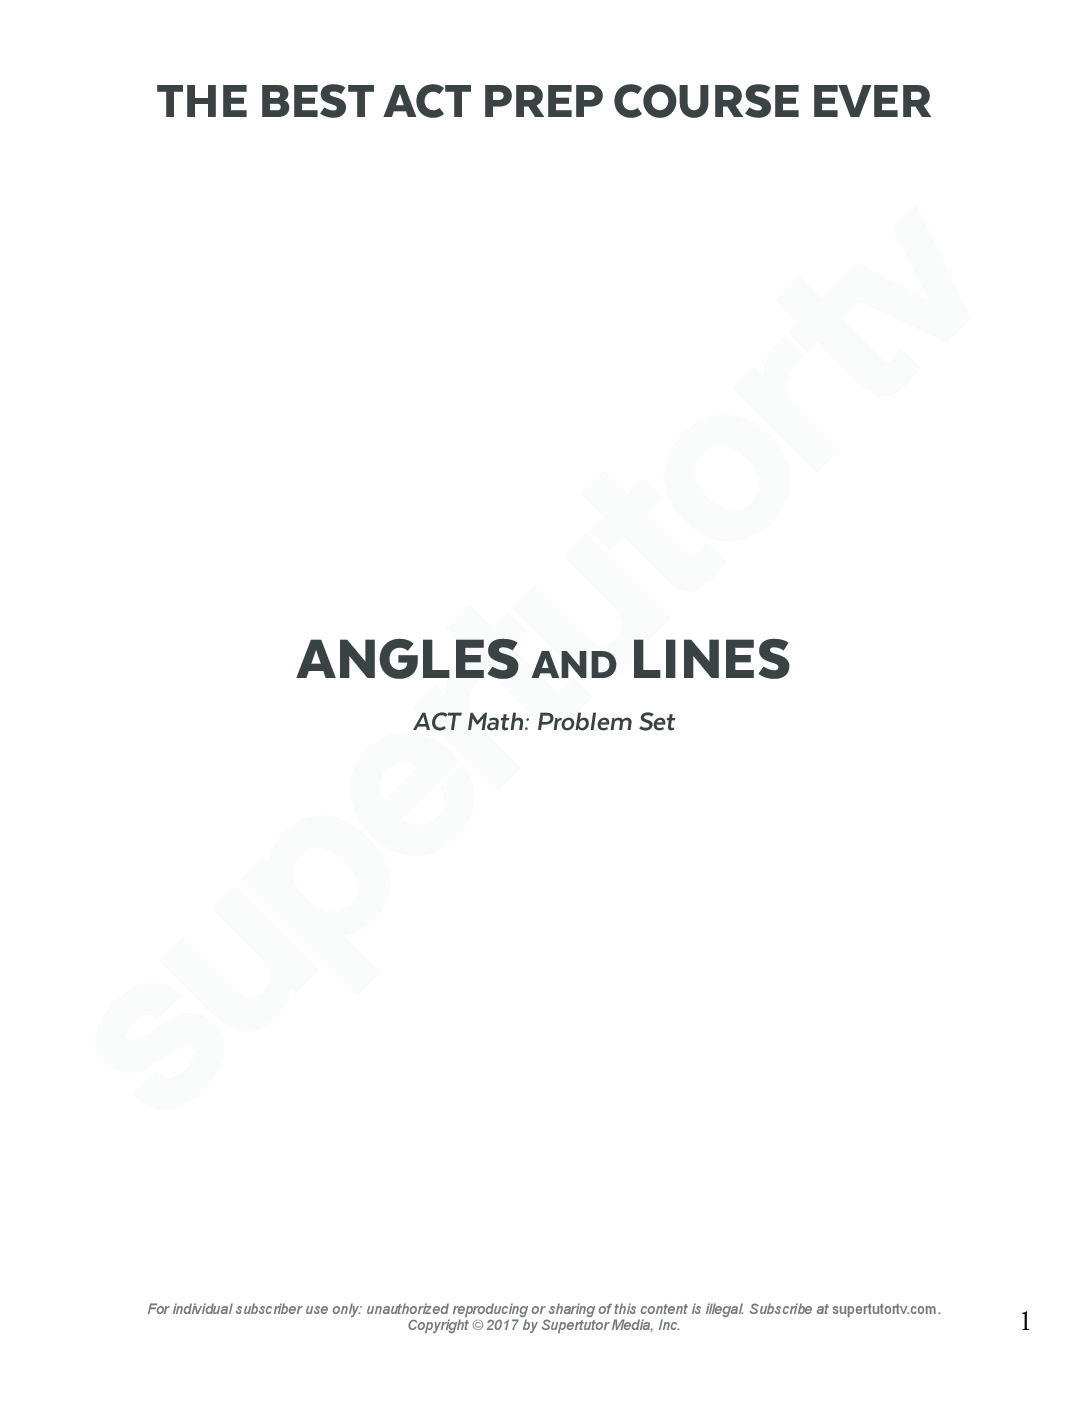 THE BEST ACT PREP COURSE EVER
supertutortv
ANGLES AND LINES
ACT Math: Problem Set
For individual subscriber use only: unauthorized reproducing or sharing of this content is illegal. Subscribe at supertutortv.com.
Copyright © 2017 by Supertutor Media, Inc.
1